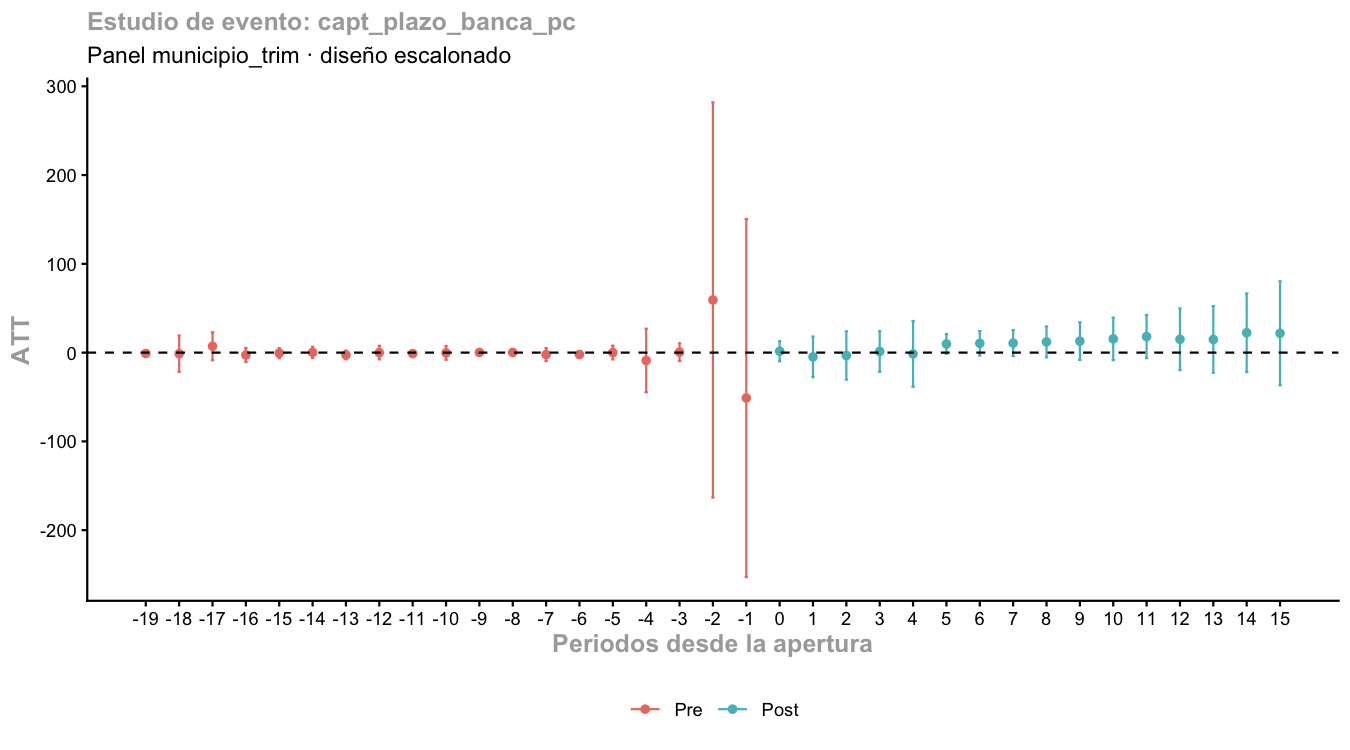 Estudio de evento: capt_plazo_banca_pc
Panel municipio_trim · diseño escalonado
300
200
100
0
-100
-200
ATT
-19 -18 -17 -16 -15 -14 -13 -12 -11 -10 -9 -8 -7 -6 -5 -4 -3 -2 -1 0 1 2 3 4 5 6 7 8 9 10 11 12 13 14 15
Periodos desde la apertura
Pre Post